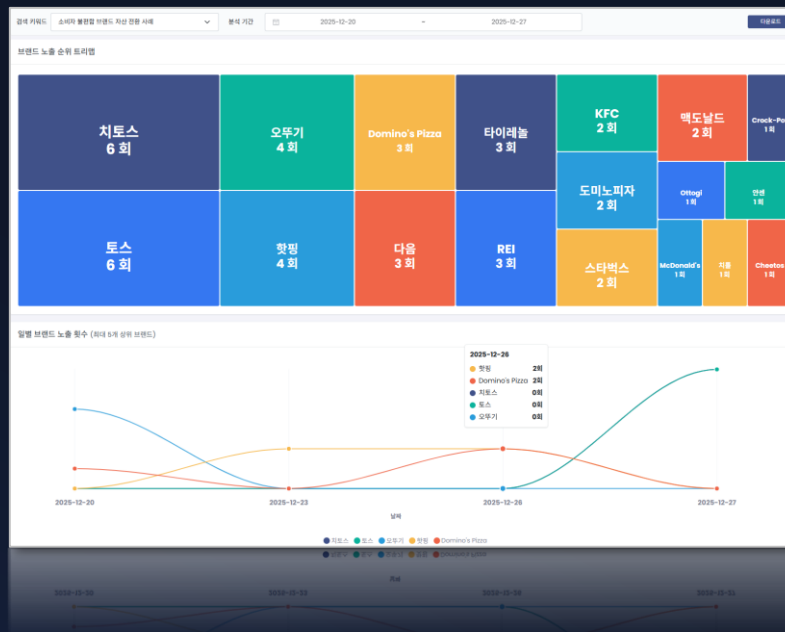 검색 키워드 소비자 불편함 브랜드 자산 전환 사례 분석 기간 2025-12-20 - 2025-12-27 다운로드
브랜드 노출 순위 트리맵
치토스
6 회
오뚜기
4 회
Domino's Pizza
3 회
타이레놀
3 회
KFC
2 회
맥도날드
2 회
1 회
도미노피자
2 회
Ottogi
1 회
얀센
1 회
토스
6 회
핫핑
4 회
다음
3 회
REI
3 회
스타벅스
2 회
McDonald's
1 회
지폴
1 회
Cheetos
1 회
일별 브랜드 노출 횟수 (최대 5개 상위 브랜드)
2025-12-26
핫핑 2회
Domino's Pizza 2회
치토스 0회
토스 0회
오뚜기 0회
2025-12-20 2025-12-23 2025-12-26 2025-12-27
날짜
치토스 토스 오뚜기 핫핑 Domino's Pizza